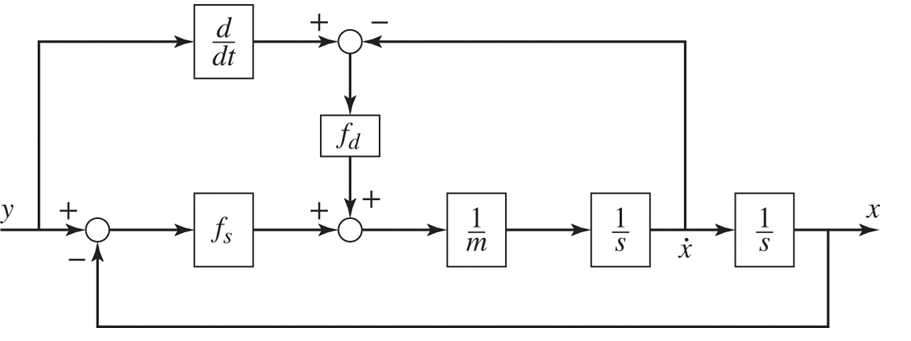 d/dt
+
−
f_d
y
+
−
f_s
+
+
1/m
1/s
ẋ
1/s
x